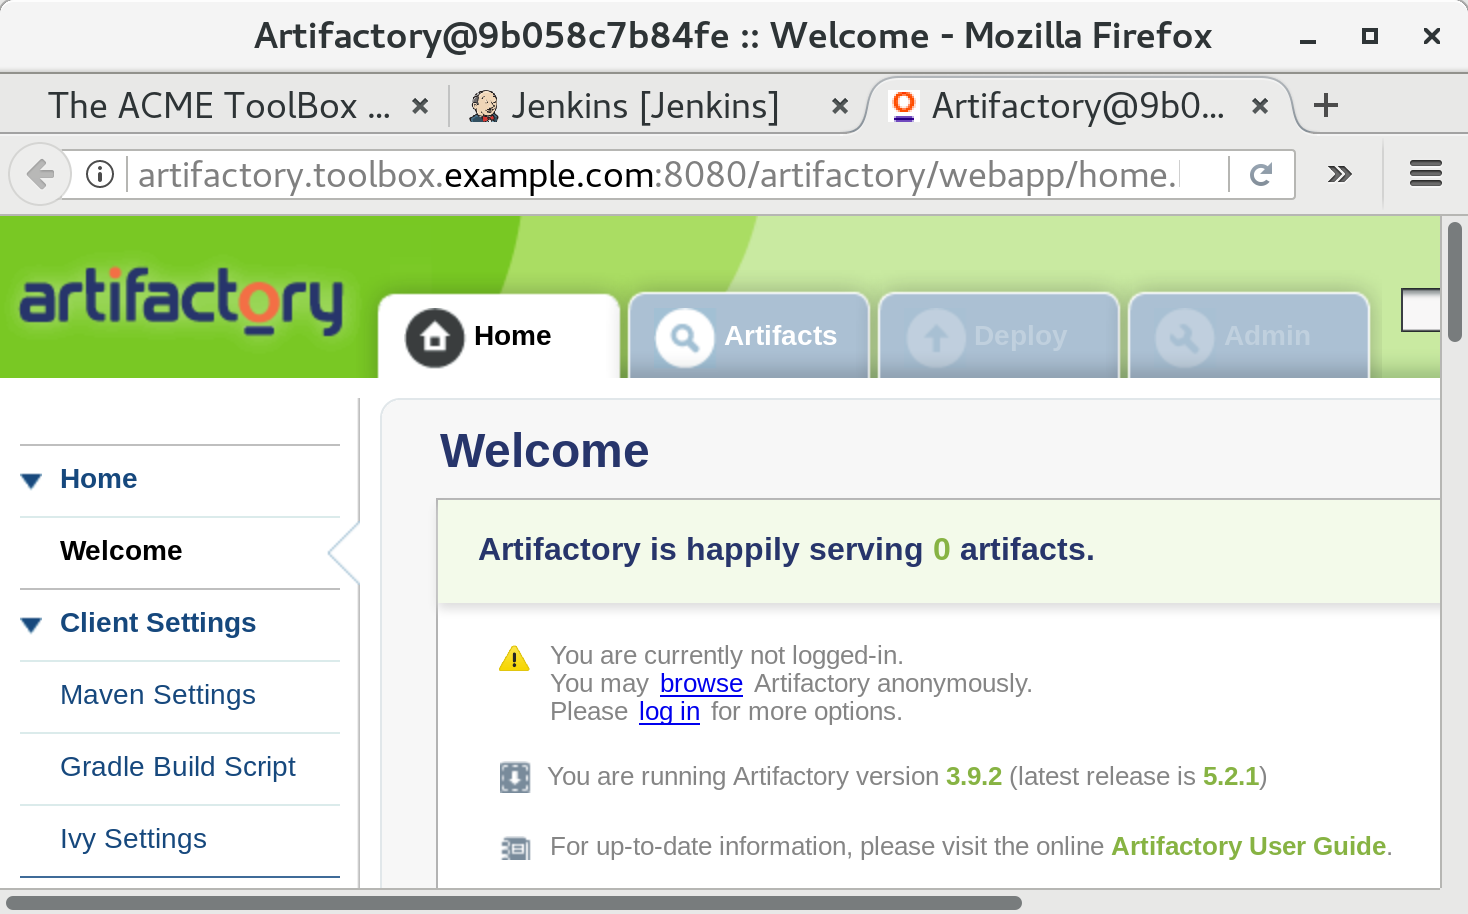 Artifactory@9b058c7b84fe :: Welcome - Mozilla Firefox
The ACME ToolBox ...
Jenkins [Jenkins]
Artifactory@9b0...
artifactory.toolbox.example.com:8080/artifactory/webapp/home.
artifactory
Home
Artifacts
Deploy
Admin
Home
Welcome
Client Settings
Maven Settings
Gradle Build Script
Ivy Settings
Welcome
Artifactory is happily serving 0 artifacts.
You are currently not logged-in.
You may browse Artifactory anonymously.
Please log in for more options.
You are running Artifactory version 3.9.2 (latest release is 5.2.1)
For up-to-date information, please visit the online Artifactory User Guide.